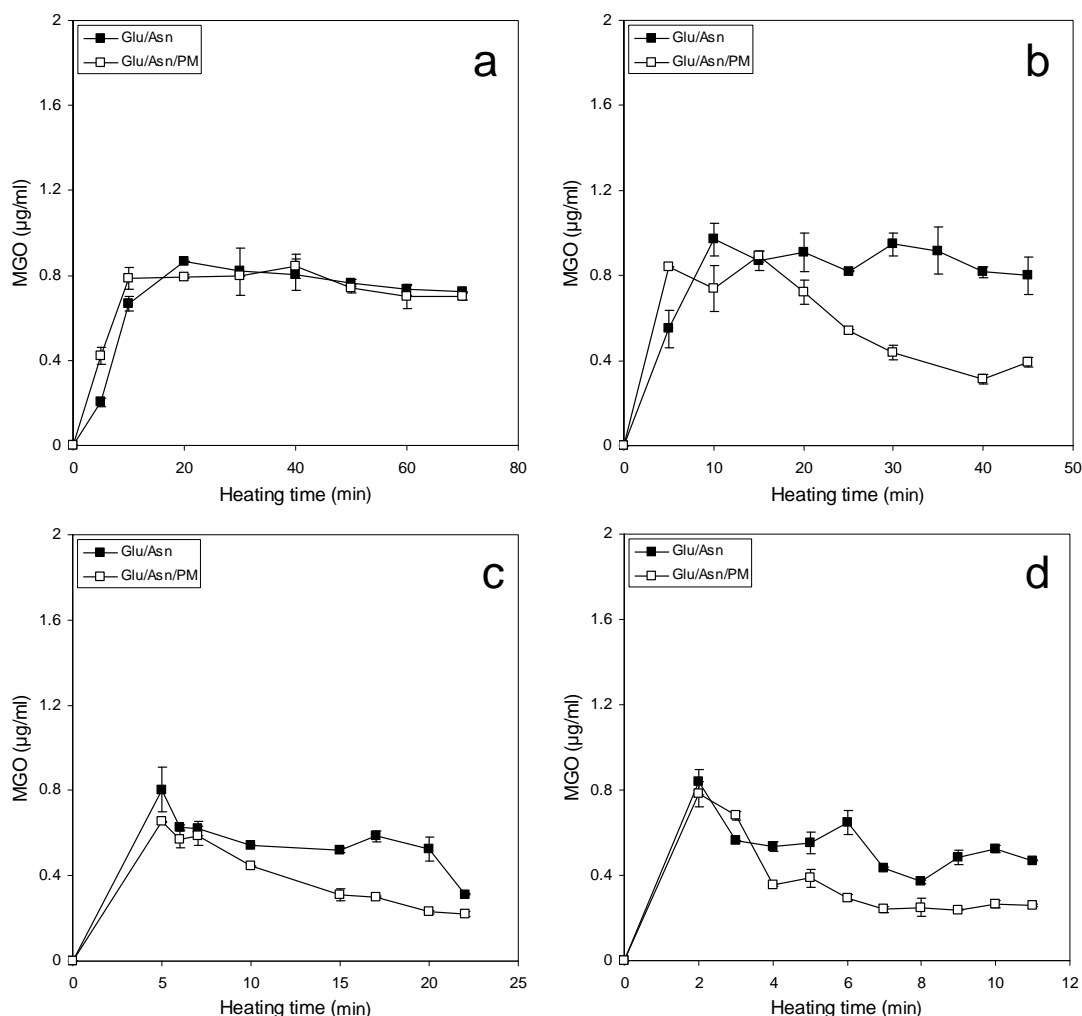 2
1.6
1.2
0.8
0.4
0
MGO (µg/ml)
Glu/Asn
Glu/Asn/PM
a
0 20 40 60 80
Heating time (min)
2
1.6
1.2
0.8
0.4
0
MGO (µg/ml)
Glu/Asn
Glu/Asn/PM
b
0 10 20 30 40 50
Heating time (min)
2
1.6
1.2
0.8
0.4
0
MGO (µg/ml)
Glu/Asn
Glu/Asn/PM
c
0 5 10 15 20 25
Heating time (min)
2
1.6
1.2
0.8
0.4
0
MGO (µg/ml)
Glu/Asn
Glu/Asn/PM
d
0 2 4 6 8 10 12
Heating time (min)